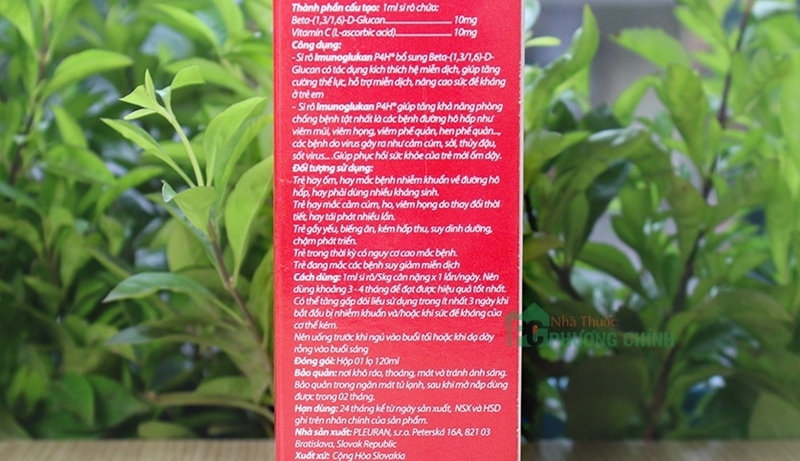 Thành phần cấu tạo: 1ml si rô chứa:
Beta-(1,3/1,6)-D-Glucan....................10mg
Vitamin C (L-ascorbic acid)................10mg
Công dụng:
- Si rô Imunoglukan P4H® bổ sung Beta-(1,3/1,6)-D-
Glucan có tác dụng kích thích hệ miễn dịch, giúp tăng
cường thể lực, hỗ trợ miễn dịch, nâng cao sức đề kháng
ở trẻ em
- Si rô Imunoglukan P4H® giúp tăng khả năng phòng
chống bệnh tật nhất là các bệnh đường hô hấp như
viêm mũi, viêm họng, viêm phế quản, hen phế quản...,
các bệnh do virus gây ra như cảm cúm, sởi, thủy đậu,
sốt virus... .Giúp phục hồi sức khỏe của trẻ mới ốm dậy.
Đối tượng sử dụng:
Trẻ hay ốm, hay mắc bệnh nhiễm khuẩn về đường hô
hấp, hay phải dùng nhiều kháng sinh.
Trẻ hay mắc cảm cúm, ho, viêm họng do thay đổi thời
tiết, hay tái phát nhiều lần.
Trẻ gầy yếu, biếng ăn, kém hấp thu, suy dinh dưỡng,
chậm phát triển.
Trẻ trong thời kỳ có nguy cơ cao mắc bệnh.
Trẻ đang mắc các bệnh suy giảm miễn dịch
Cách dùng: 1ml si rô/5kg cân nặng x 1 lần/ngày. Nên
dùng khoảng 3 - 4 tháng để đạt được hiệu quả tốt nhất.
Có thể tăng gấp đôi liều sử dụng trong ít nhất 3 ngày khi
bắt đầu bị nhiễm khuẩn và/hoặc khi sức đề kháng của
cơ thể kém.
Nên uống trước khi ngủ vào buổi tối hoặc khi dạ dày
rỗng vào buổi sáng
Đóng gói: Hộp 01 lọ 120ml
Bảo quản: nơi khô ráo, thoáng, mát và tránh ánh sáng.
Bảo quản trong ngăn mát tủ lạnh, sau khi mở nắp dùng
được trong 02 tháng.
Hạn dùng: 24 tháng kể từ ngày sản xuất, NSX và HSD
ghi trên nhãn chính của sản phẩm.
Nhà sản xuất: PLEURAN, s.r.o. Peterská 16A, 821 03
Bratislava, Slovak Republic
Xuất xứ: Cộng Hòa Slovakia
Nhà Thuốc
PHƯƠNG CHÍNH